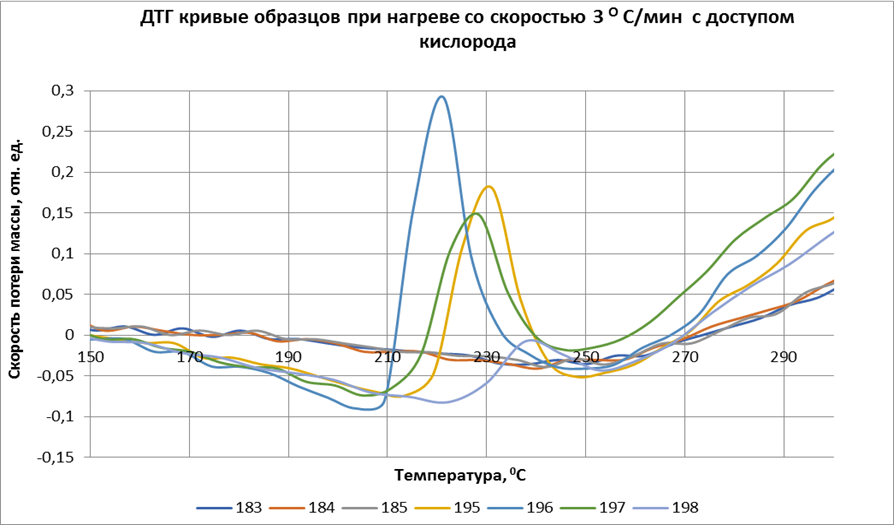 ДТГ кривые образцов при нагреве со скоростью 3 ᴼ С/мин с доступом
кислорода
Скорость потери массы, отн. ед.
0,3
0,25
0,2
0,15
0,1
0,05
0
-0,05
-0,1
-0,15
150 170 190 210 230 250 270 290
Температура, ⁰С
183 184 185 195 196 197 198